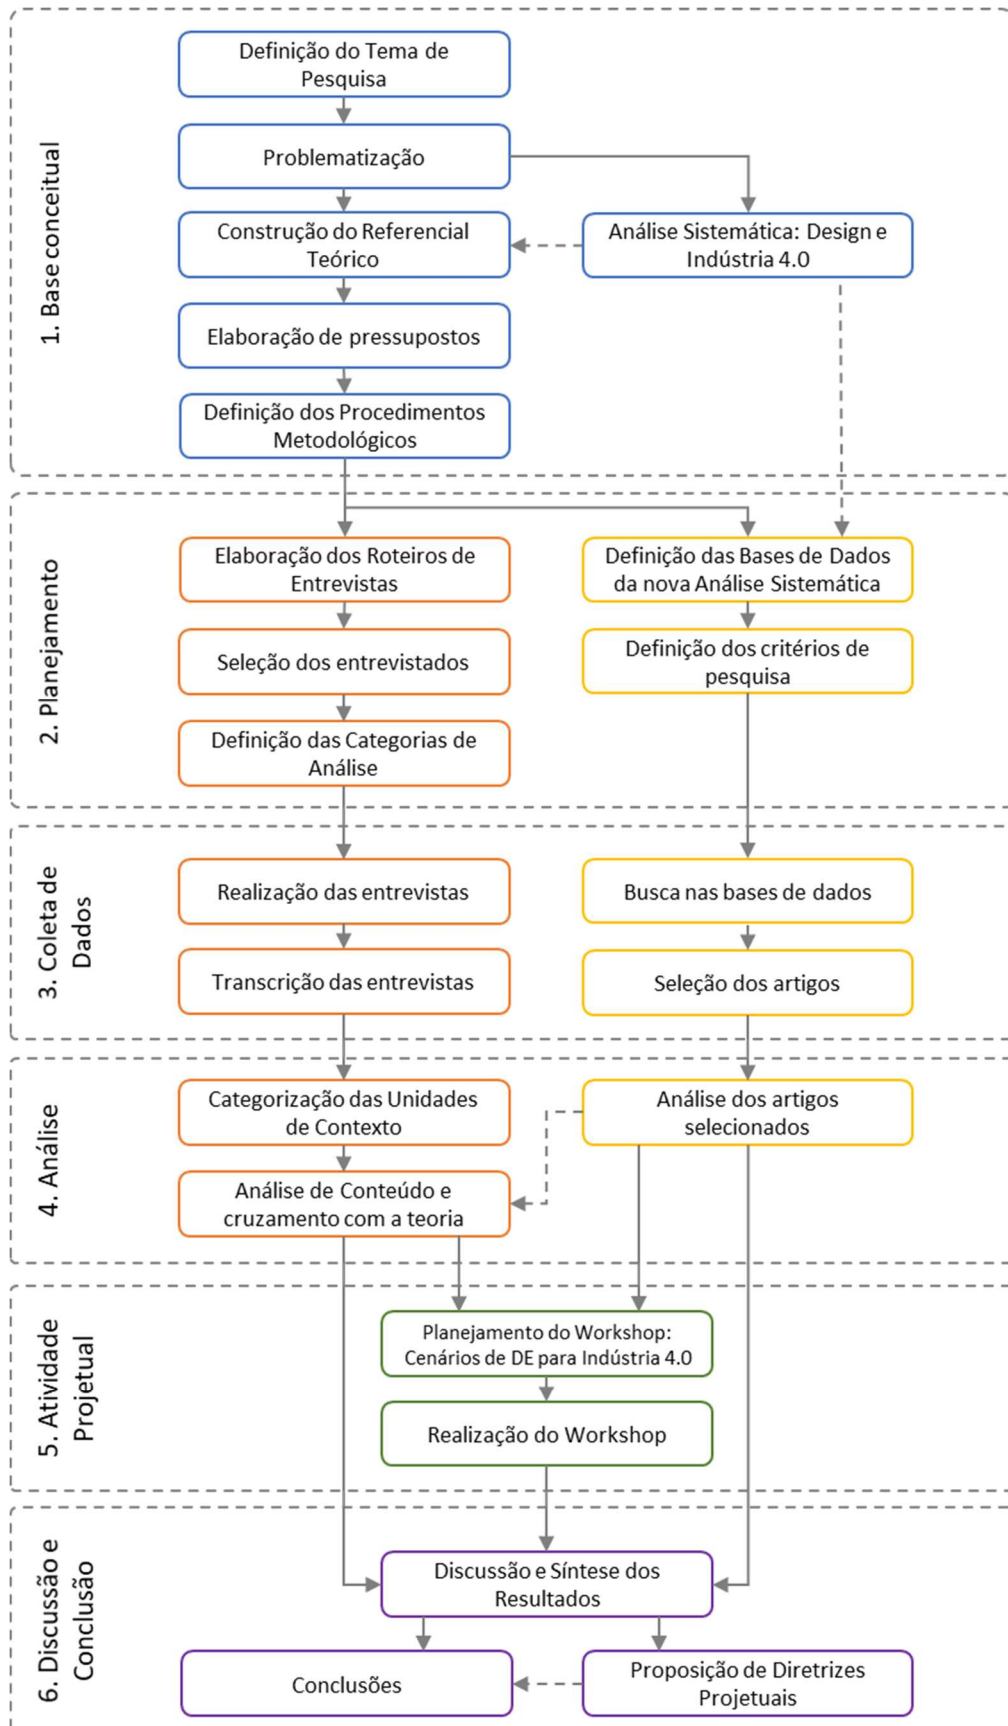 1. Base conceitual
Definição do Tema de
Pesquisa
Problematização
Construção do Referencial
Teórico
Análise Sistemática: Design e
Indústria 4.0
Elaboração de pressupostos
Definição dos Procedimentos
Metodológicos
2. Planejamento
Elaboração dos Roteiros de
Entrevistas
Definição das Bases de Dados
da nova Análise Sistemática
Seleção dos entrevistados
Definição dos critérios de
pesquisa
Definição das Categorias de
Análise
3. Coleta de
Dados
Realização das entrevistas
Busca nas bases de dados
Transcrição das entrevistas
Seleção dos artigos
4. Análise
Categorização das Unidades
de Contexto
Análise dos artigos
selecionados
Análise de Conteúdo e
cruzamento com a teoria
5. Atividade
Projetual
Planejamento do Workshop:
Cenários de DE para Indústria 4.0
Realização do Workshop
6. Discussão e
Conclusão
Discussão e Síntese dos
Resultados
Conclusões
Proposição de Diretrizes
Projetuais